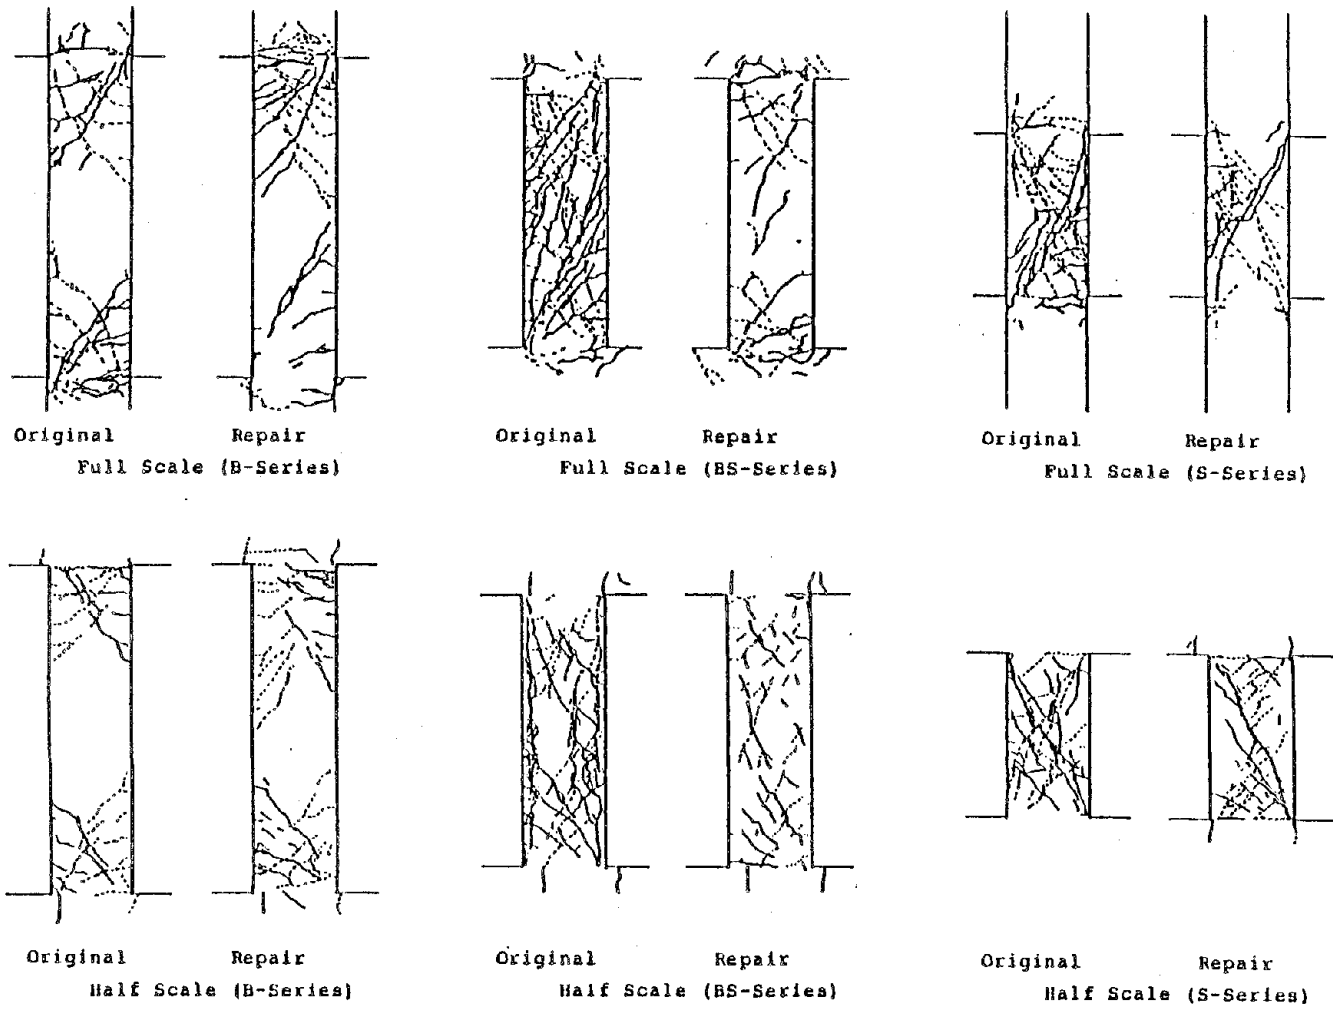 Original Repair
Full Scale (B-Series)
Original Repair
Full Scale (BS-Series)
Original Repair
Full Scale (S-Series)
Original Repair
Half Scale (B-Series)
Original Repair
Half Scale (BS-Series)
Original Repair
Half Scale (S-Series)